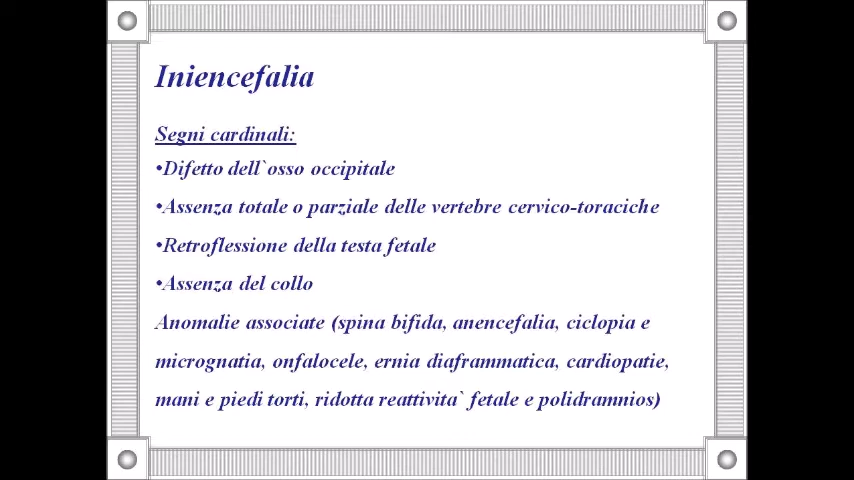 Iniencefalia
Segni cardinali:
•Difetto dell`osso occipitale
•Assenza totale o parziale delle vertebre cervico-toraciche
•Retroflessione della testa fetale
•Assenza del collo
Anomalie associate (spina bifida, anencefalia, ciclopia e
micrognatia, onfalocele, ernia diaframmatica, cardiopatie,
mani e piedi torti, ridotta reattivita` fetale e polidramnios)